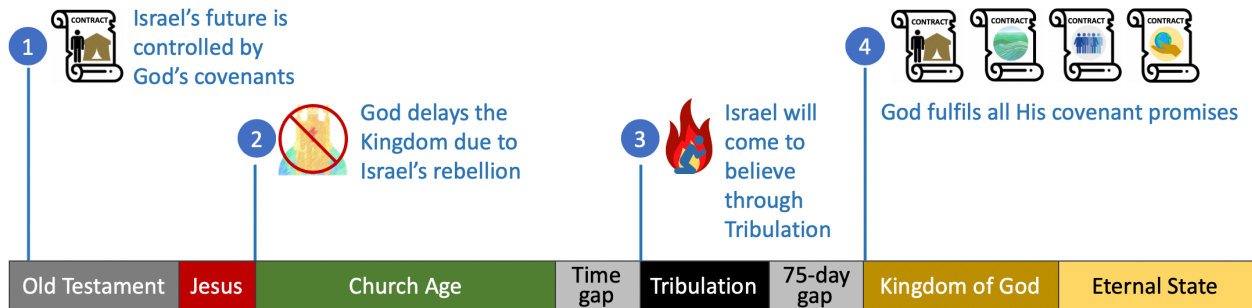 1
CONTRACT
Israel’s future is
controlled by
God’s covenants
2
God delays the
Kingdom due to
Israel’s rebellion
3
Israel will
come to
believe
through
Tribulation
4
CONTRACT
CONTRACT
CONTRACT
CONTRACT
God fulfils all His covenant promises
Old Testament
Jesus
Church Age
Time
gap
Tribulation
75-day
gap
Kingdom of God
Eternal State